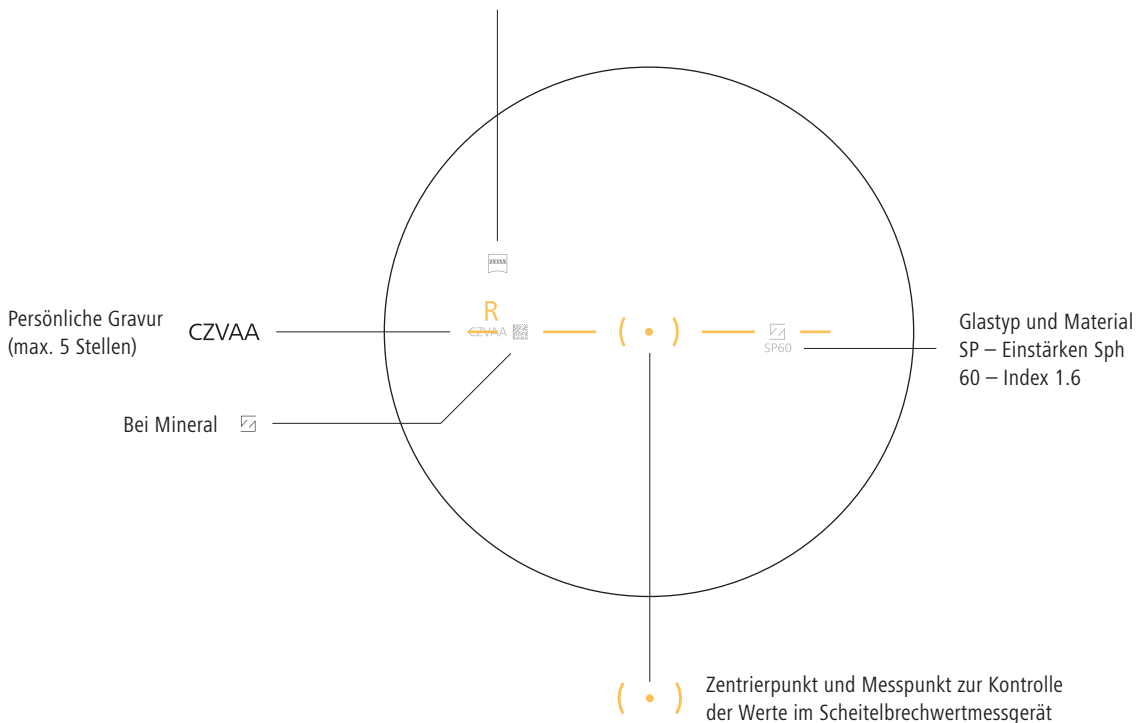 ZEISS
R
CZVAA
SP60
Persönliche Gravur
(max. 5 Stellen)
CZVAA
Bei Mineral
Glastyp und Material
SP – Einstärken Sph
60 – Index 1.6
Zentrierpunkt und Messpunkt zur Kontrolle
der Werte im Scheitelbrechwertmessgerät